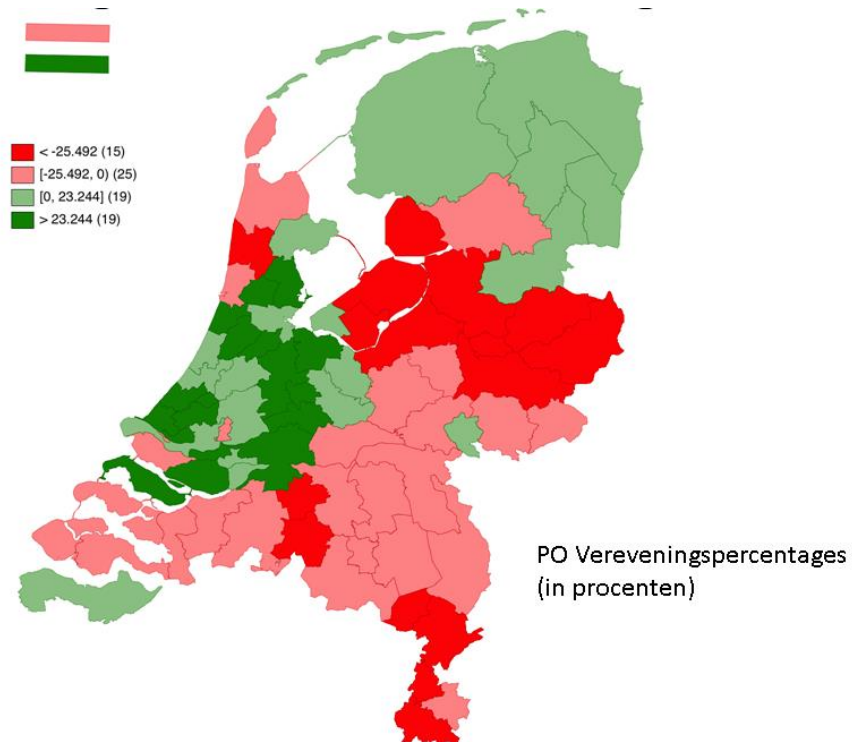 < -25.492 (15)
[-25.492, 0) (25)
[0, 23.244] (19)
> 23.244 (19)
PO Vereveningspercentages
(in procenten)